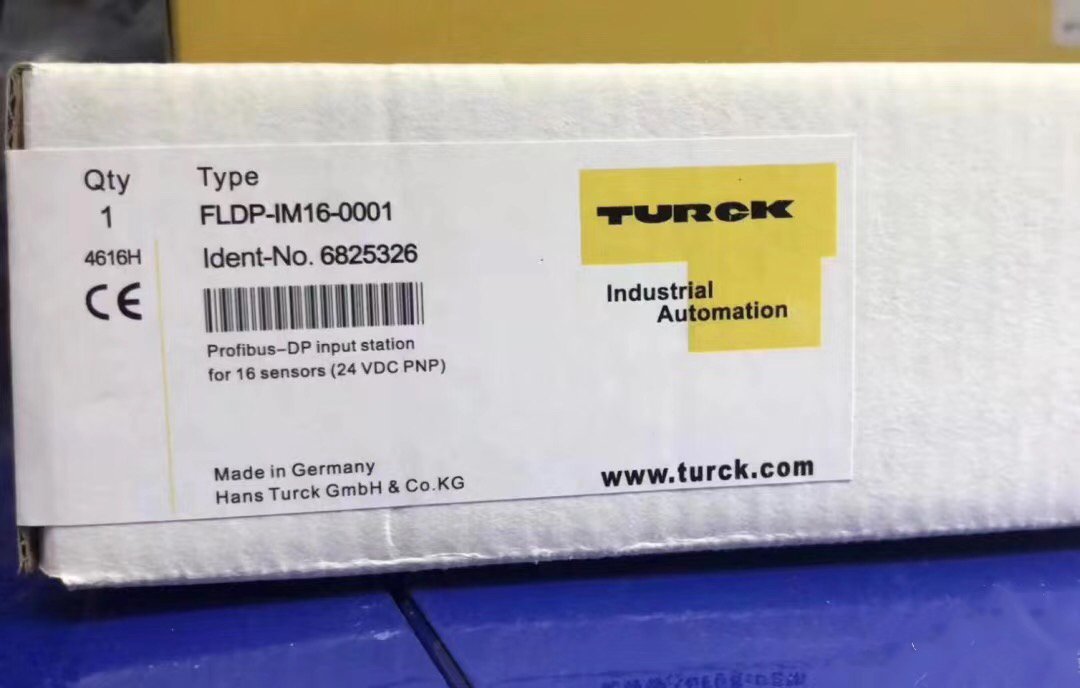 Qty
1
4616H
CE
Type
FLDP-IM16-0001
Ident-No. 6825326
Profibus-DP input station
for 16 sensors (24 VDC PNP)
Made in Germany
Hans Turck GmbH & Co.KG
TURCK
Industrial
Automation
www.turck.com